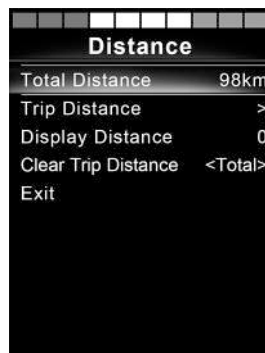 Distance
Total Distance 98km
Trip Distance >
Display Distance 0
Clear Trip Distance <Total>
Exit